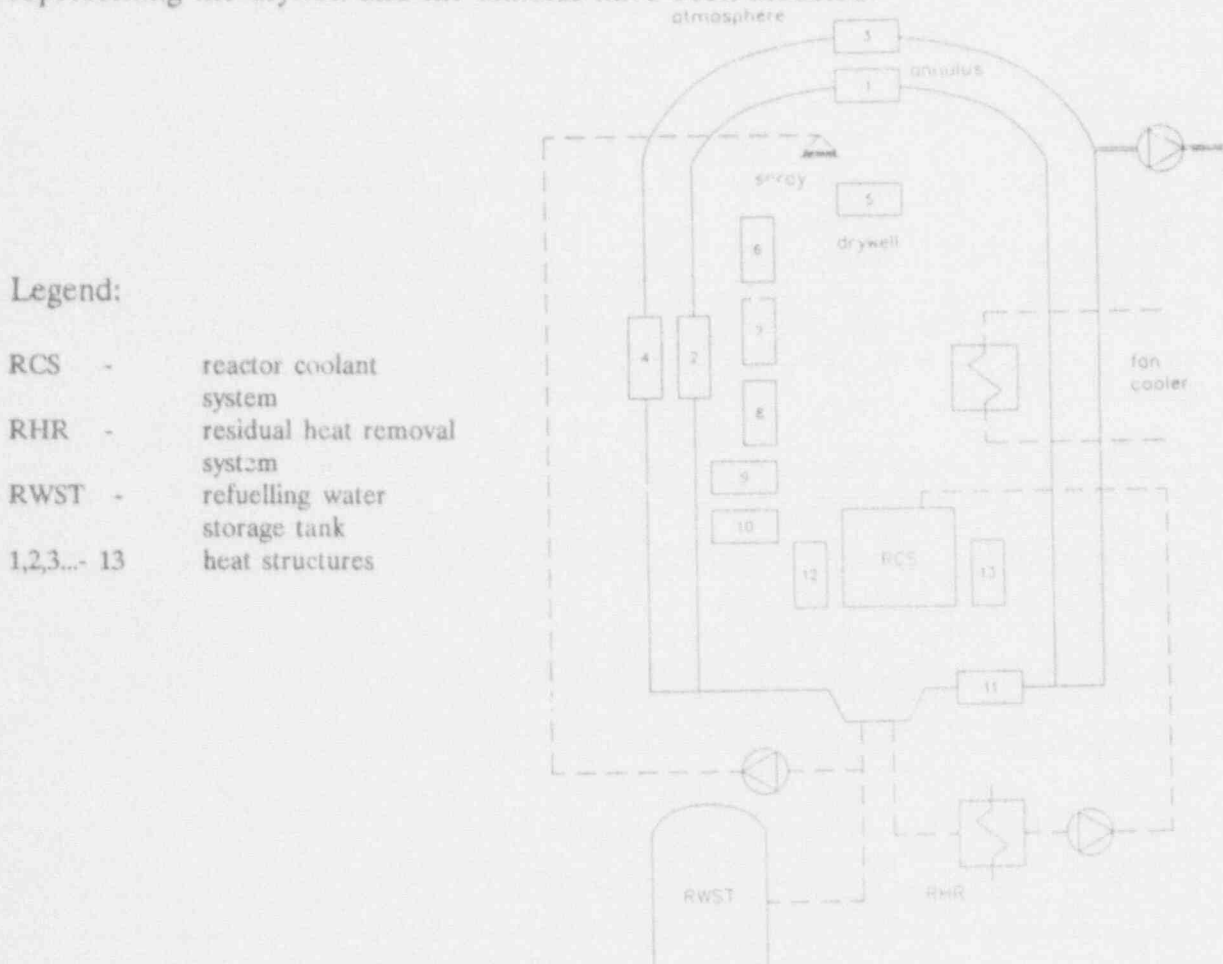 atmosphere
3
annulus
1
spray
5
drywell
6
Legend:
7
4
2
fan
cooler
RCS - reactor coolant
system
8
RHR - residual heat removal
system
9
RWST - refuelling water
storage tank
10
RCS
1,2,3...- 13 heat structures
12
13
11
RWST
RHR